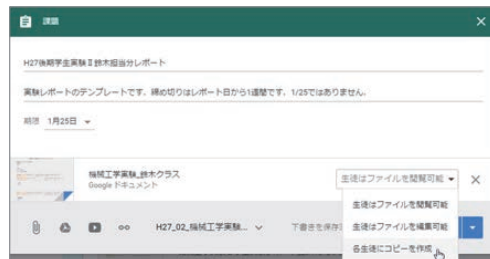 課題
H27後期学生実験Ⅱ鈴木担当分レポート
実験レポートのテンプレートです。締め切りはレポート日から1週間です。1/25ではありません。
期限 1月25日
機械工学実験_鈴木クラス
Google ドキュメント
生徒はファイルを閲覧可能
生徒はファイルを閲覧可能
生徒はファイルを編集可能
各生徒にコピーを作成
H27_02_機械工学実験...
下書きを保存